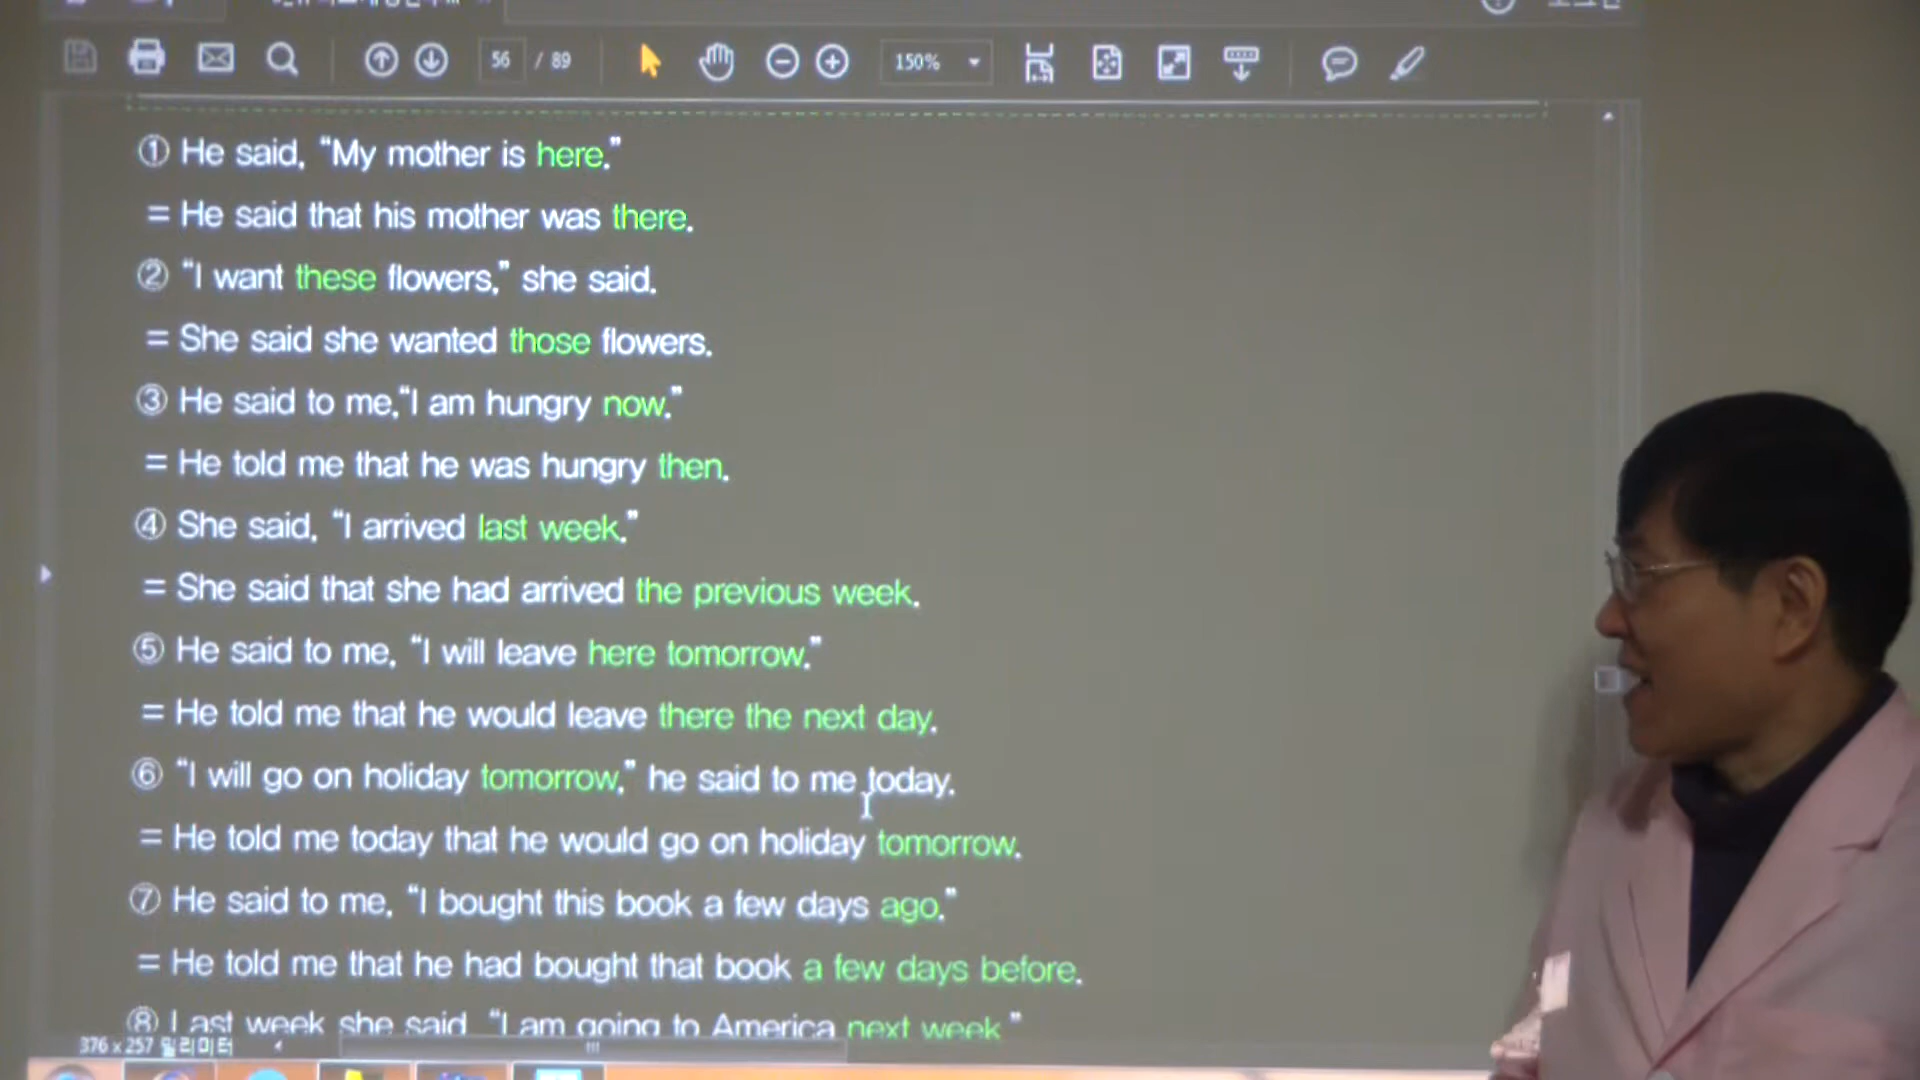 56 / 89
150%
① He said, “My mother is here.”
= He said that his mother was there.
② “I want these flowers,” she said.
= She said she wanted those flowers.
③ He said to me,“I am hungry now.”
= He told me that he was hungry then.
④ She said, “I arrived last week.”
= She said that she had arrived the previous week.
⑤ He said to me, “I will leave here tomorrow.”
= He told me that he would leave there the next day.
⑥ “I will go on holiday tomorrow,” he said to me today.
= He told me today that he would go on holiday tomorrow.
⑦ He said to me, “I bought this book a few days ago.”
= He told me that he had bought that book a few days before.
⑧ Last week she said, “I am going to America next week.”
376 x 257 밀리미터